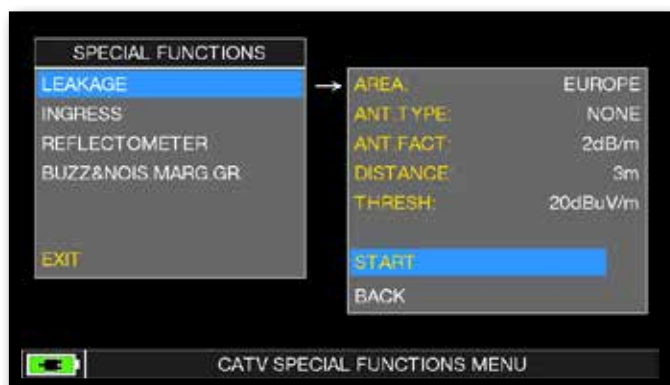 SPECIAL FUNCTIONS
LEAKAGE
INGRESS
REFLECTOMETER
BUZZ&NOIS.MARG.GR
EXIT
→ AREA: EUROPE
ANT.TYPE: NONE
ANT.FACT: 2dB/m
DISTANCE: 3m
THRESH: 20dBuV/m
START
BACK
CATV SPECIAL FUNCTIONS MENU